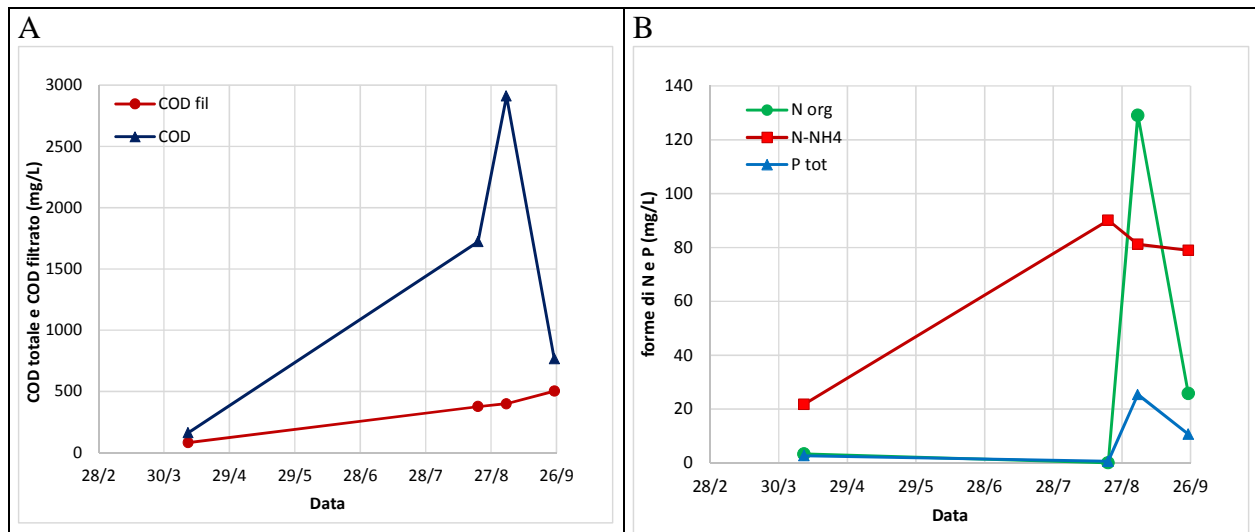 A
COD totale e COD filtrato (mg/L)
3000
2500
2000
1500
1000
500
0
COD fil
COD
28/2 30/3 29/4 29/5 28/6 28/7 27/8 26/9
Data
B
forme di N e P (mg/L)
140
120
100
80
60
40
20
0
N org
N-NH4
P tot
28/2 30/3 29/4 29/5 28/6 28/7 27/8 26/9
Data